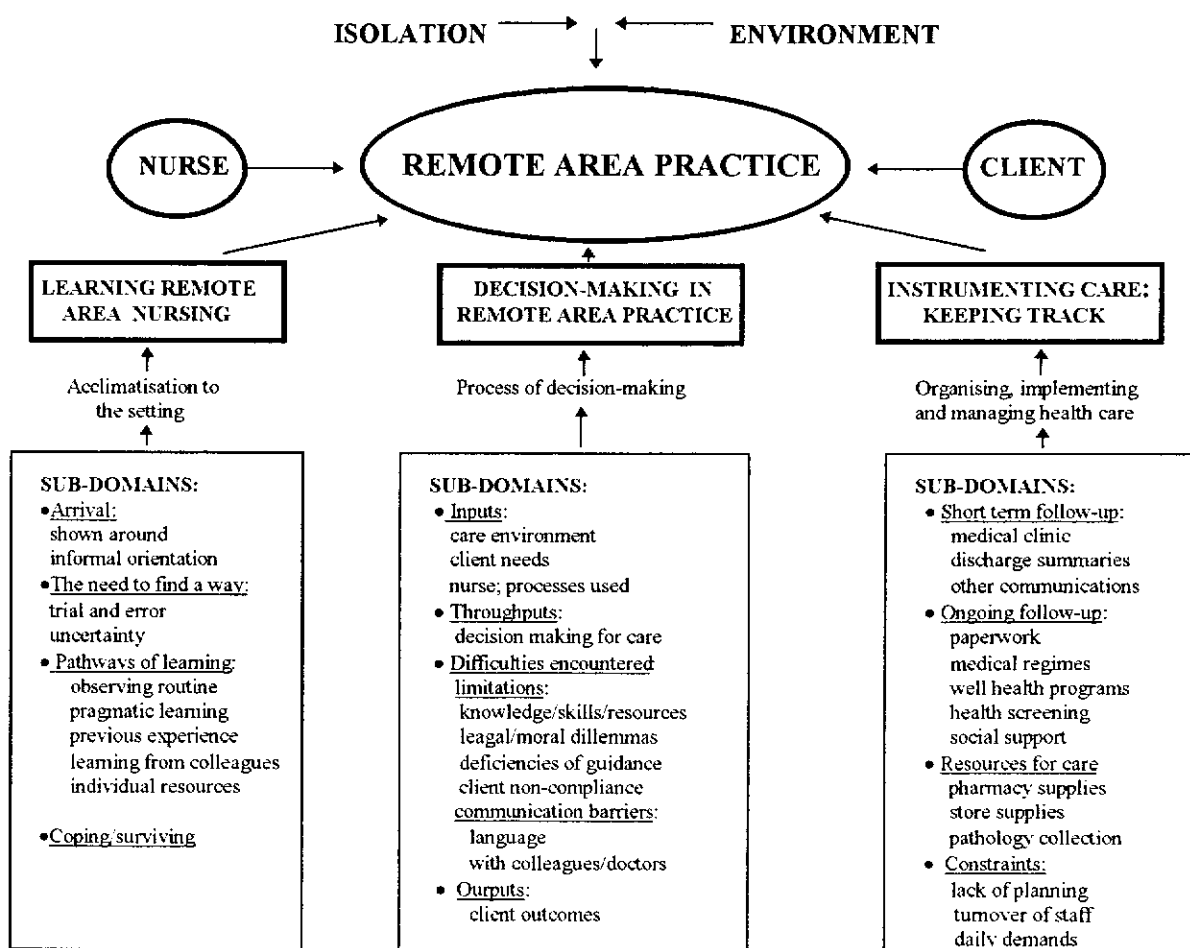 ISOLATION
ENVIRONMENT
NURSE
REMOTE AREA PRACTICE
CLIENT
LEARNING REMOTE
AREA NURSING
DECISION-MAKING IN
REMOTE AREA PRACTICE
INSTRUMENTING CARE:
KEEPING TRACK
Acclimatisation to
the setting
Process of decision-making
Organising, implementing
and managing health care
SUB-DOMAINS:
•Arrival:
shown around
informal orientation
•The need to find a way:
trial and error
uncertainty
• Pathways of learning:
observing routine
pragmatic learning
previous experience
learning from colleagues
individual resources
•Coping/surviving
SUB-DOMAINS:
• Inputs:
care environment
client needs
nurse; processes used
• Throughputs:
decision making for care
• Difficulties encountered
limitations:
knowledge/skills/resources
leagal/moral dillemmas
deficiencies of guidance
client non-compliance
communication barriers:
language
with colleagues/doctors
• Ourputs:
client outcomes
SUB-DOMAINS:
• Short term follow-up:
medical clinic
discharge summaries
other communications
• Ongoing follow-up:
paperwork
medical regimes
well health programs
health screening
social support
• Resources for care
pharmacy supplies
store supplies
pathology collection
• Constraints:
lack of planning
turnover of staff
daily demands